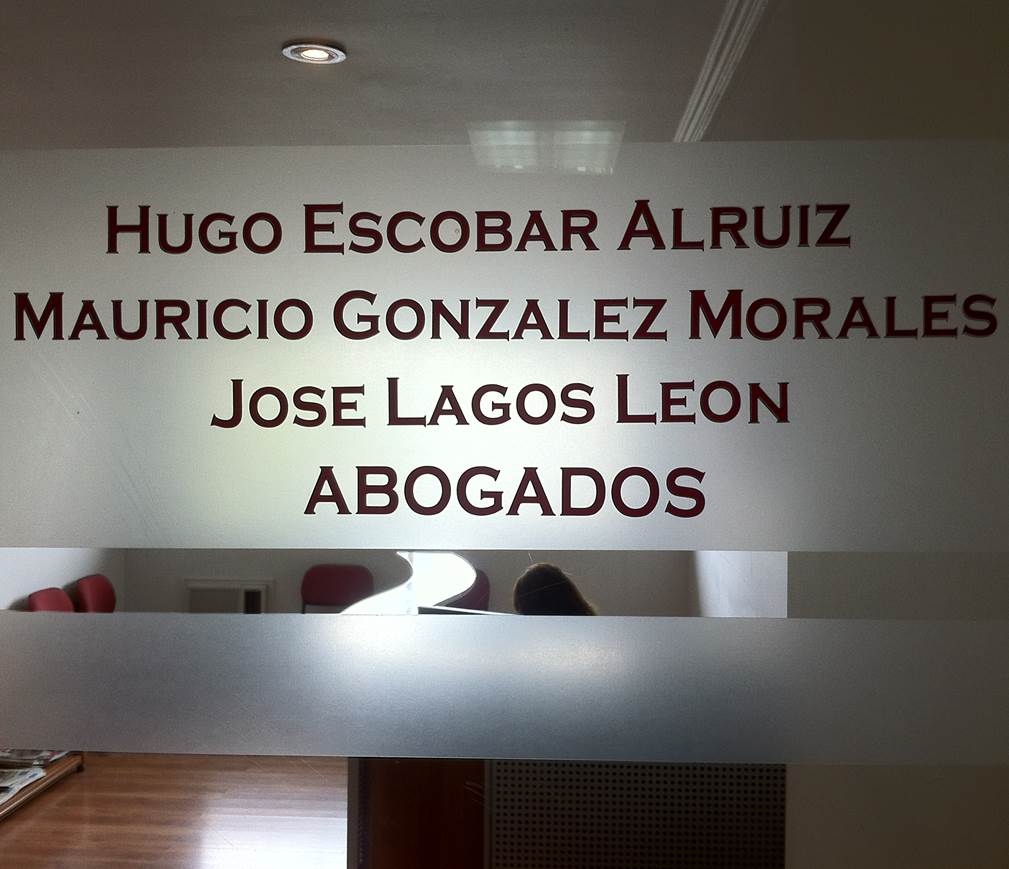 HUGO ESCOBAR ALRUIZ
MAURICIO GONZALEZ MORALES
JOSE LAGOS LEON
ABOGADOS